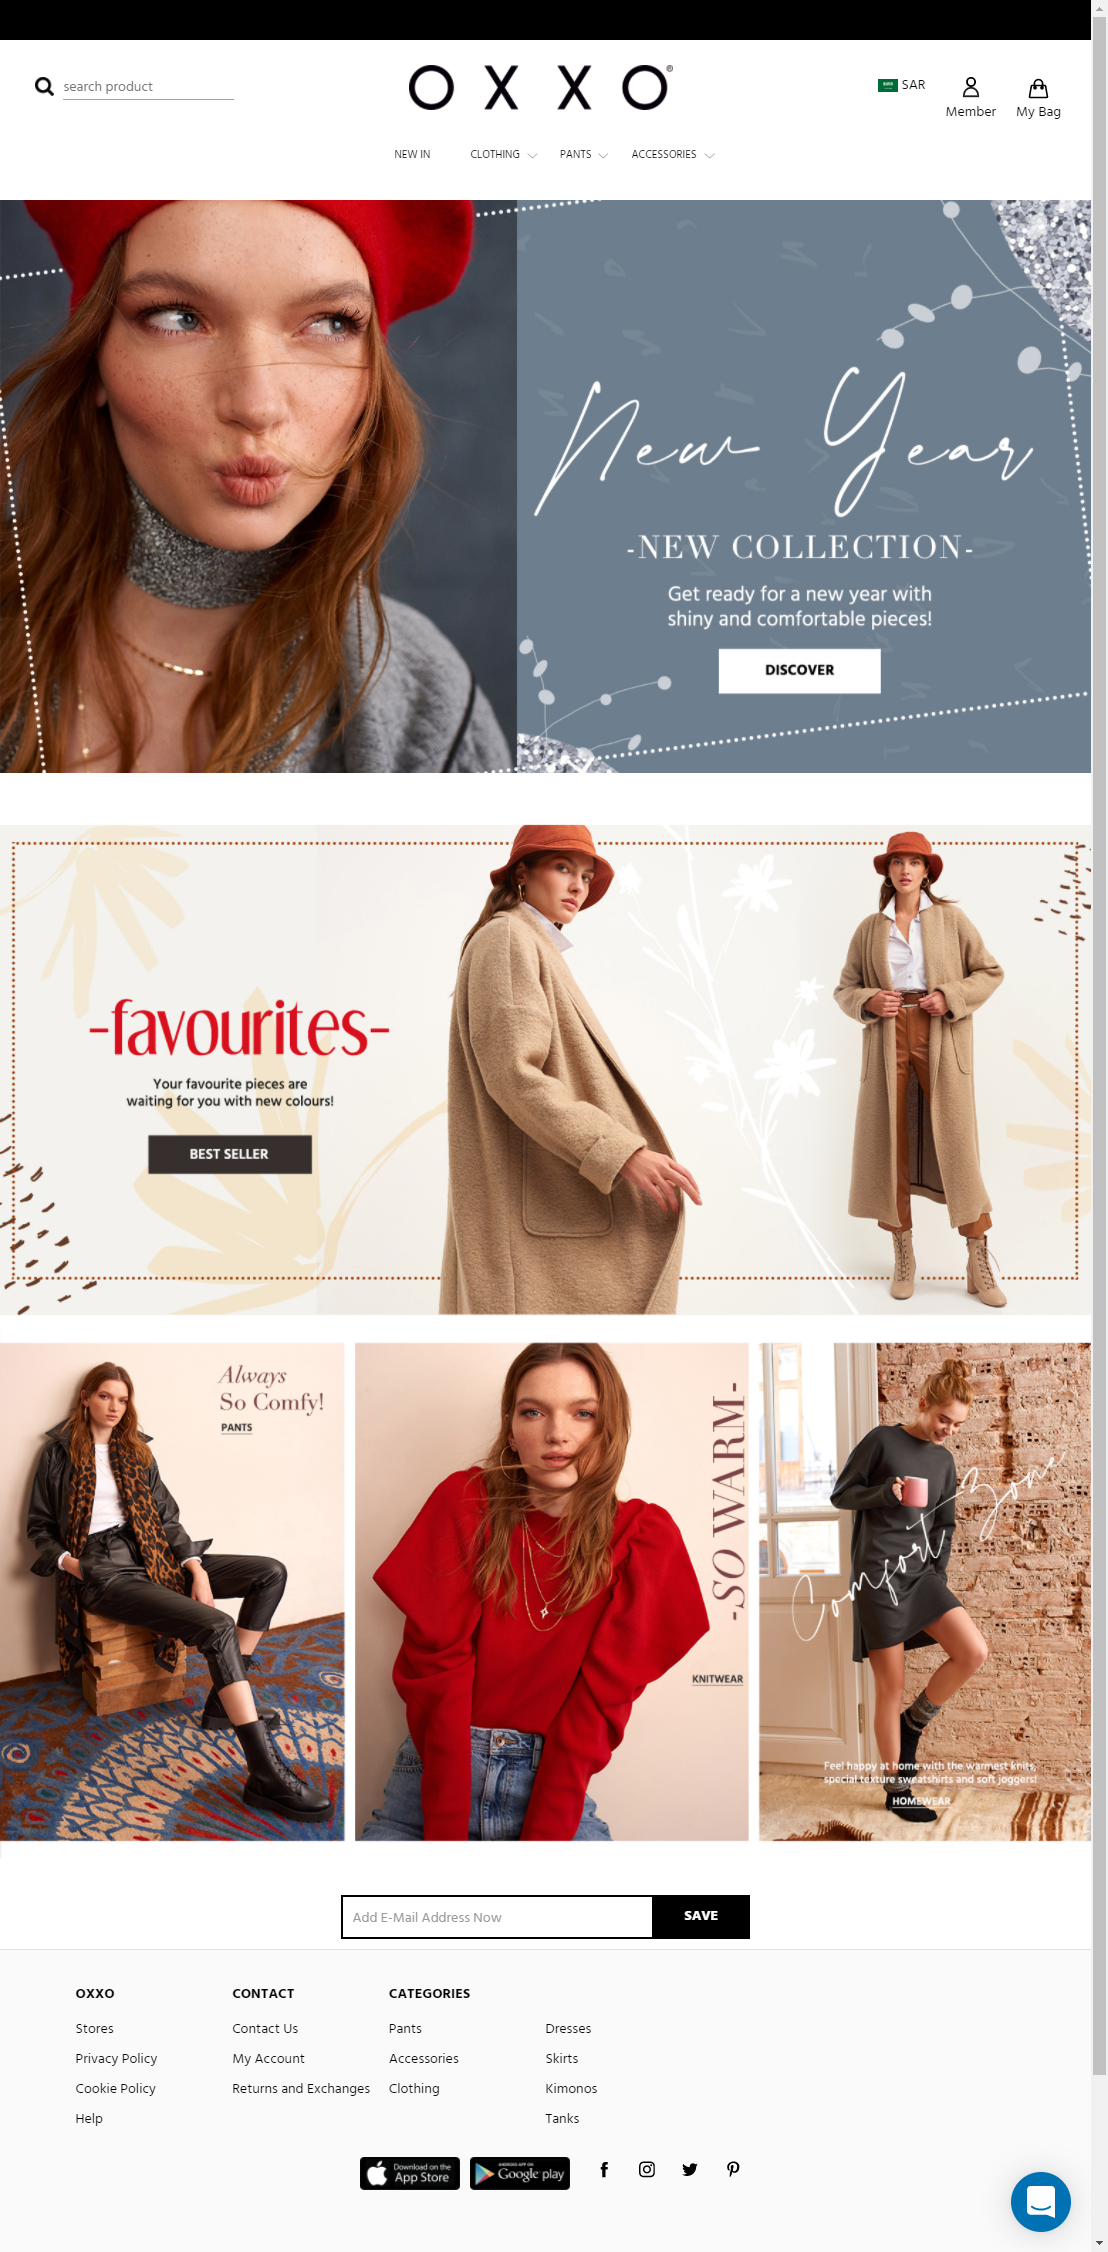 search product
OXXO®
SAR
Member
My Bag
NEW IN
CLOTHING
PANTS
ACCESSORIES
New Year
-NEW COLLECTION-
Get ready for a new year with
shiny and comfortable pieces!
DISCOVER
-favourites-
Your favourite pieces are
waiting for you with new colours!
BEST SELLER
Always
So Comfy!
PANTS
-SO WARM-
KNITWEAR
Comfort Zone
Feel happy at home with the warmest knits,
special texture sweatshirts and soft joggers!
HOMEWEAR
Add E-Mail Address Now
SAVE
OXXO
Stores
Privacy Policy
Cookie Policy
Help
CONTACT
Contact Us
My Account
Returns and Exchanges
CATEGORIES
Pants
Accessories
Clothing
Dresses
Skirts
Kimonos
Tanks
Download on the
App Store
ANDROID APP ON
Google play